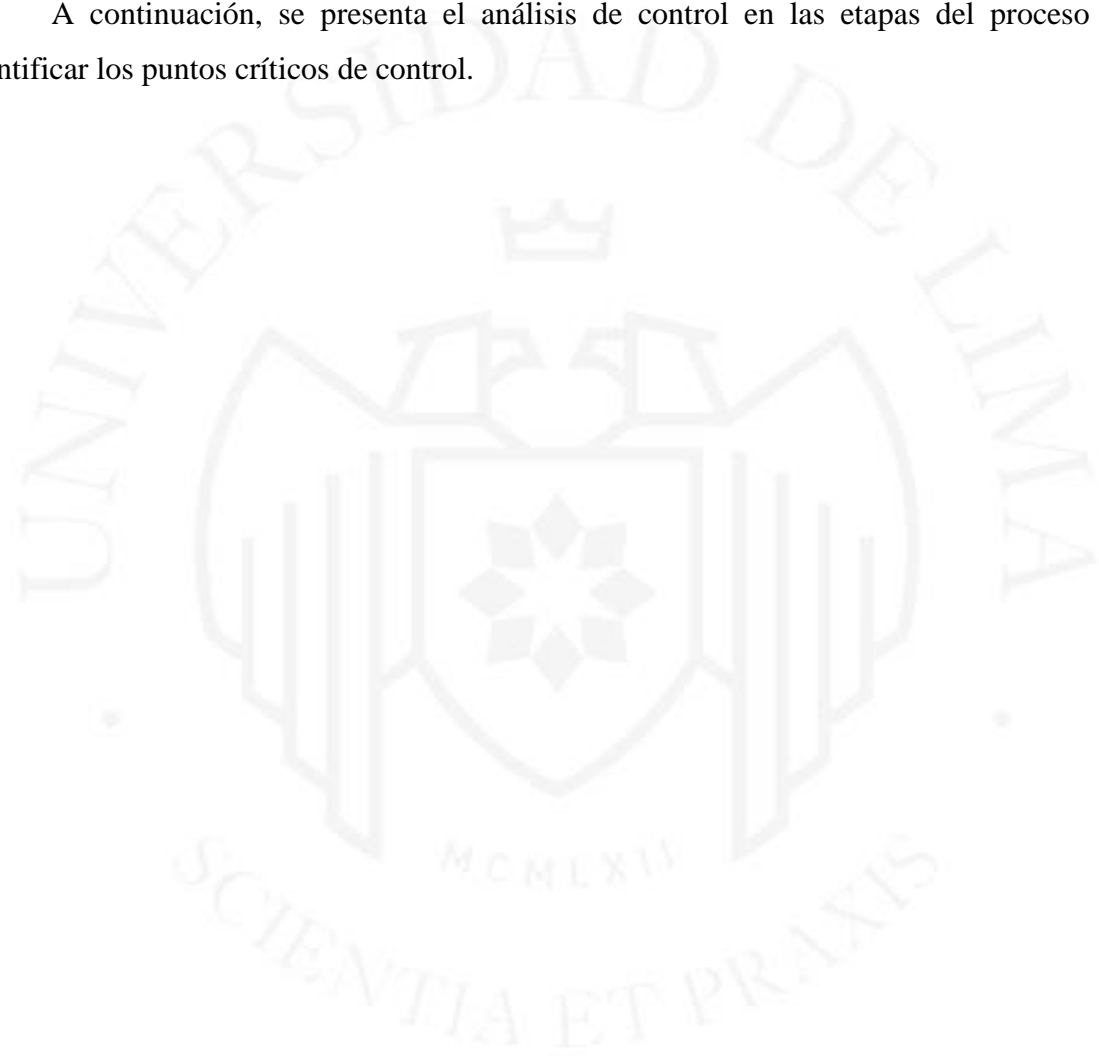 A continuación, se presenta el análisis de control en las etapas del proceso
ntificar los puntos críticos de control.
UNIVERSIDAD DE LIMA
MCMLXII
SCIENTIA ET PRAXIS